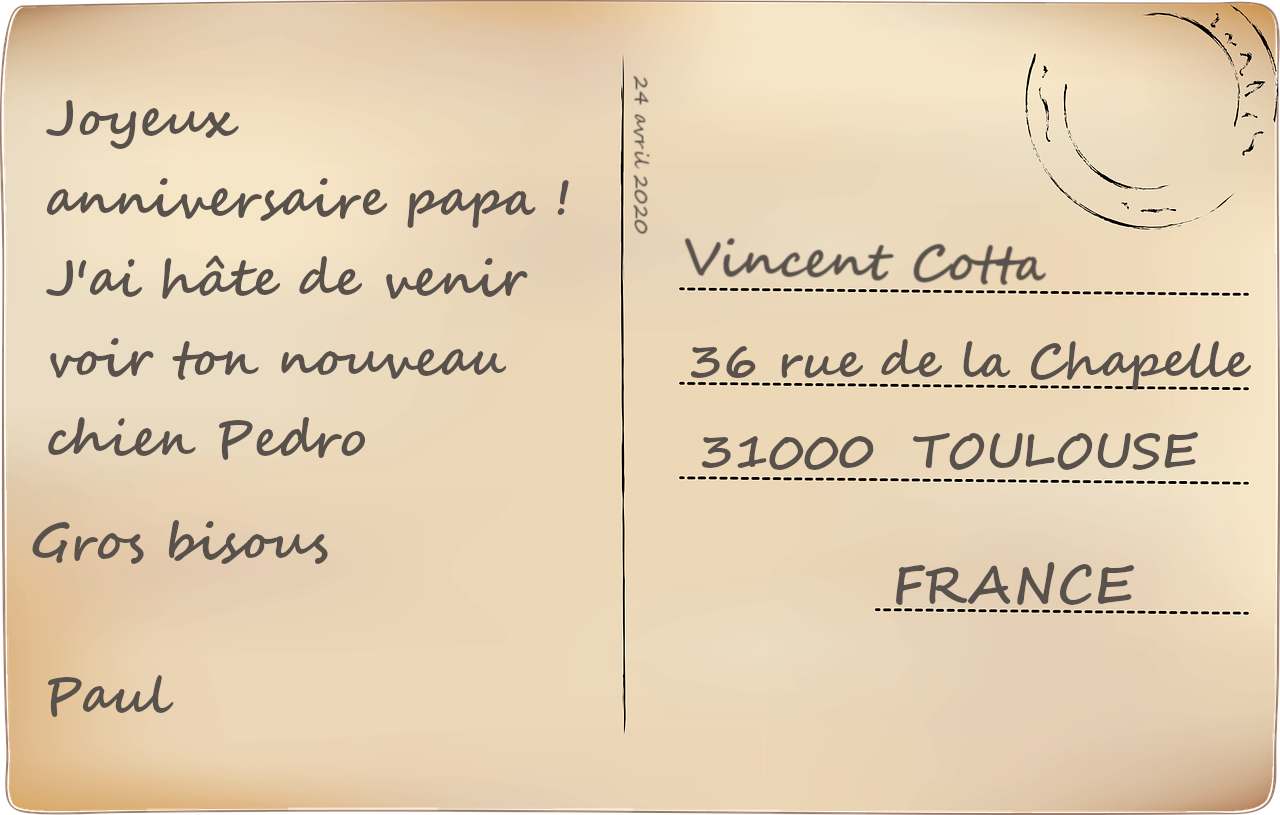 Joyeux
anniversaire papa !
J'ai hâte de venir
voir ton nouveau
chien Pedro
Gros bisous
Paul
24 avril 2020
Vincent Cotta
36 rue de la Chapelle
31000 TOULOUSE
FRANCE